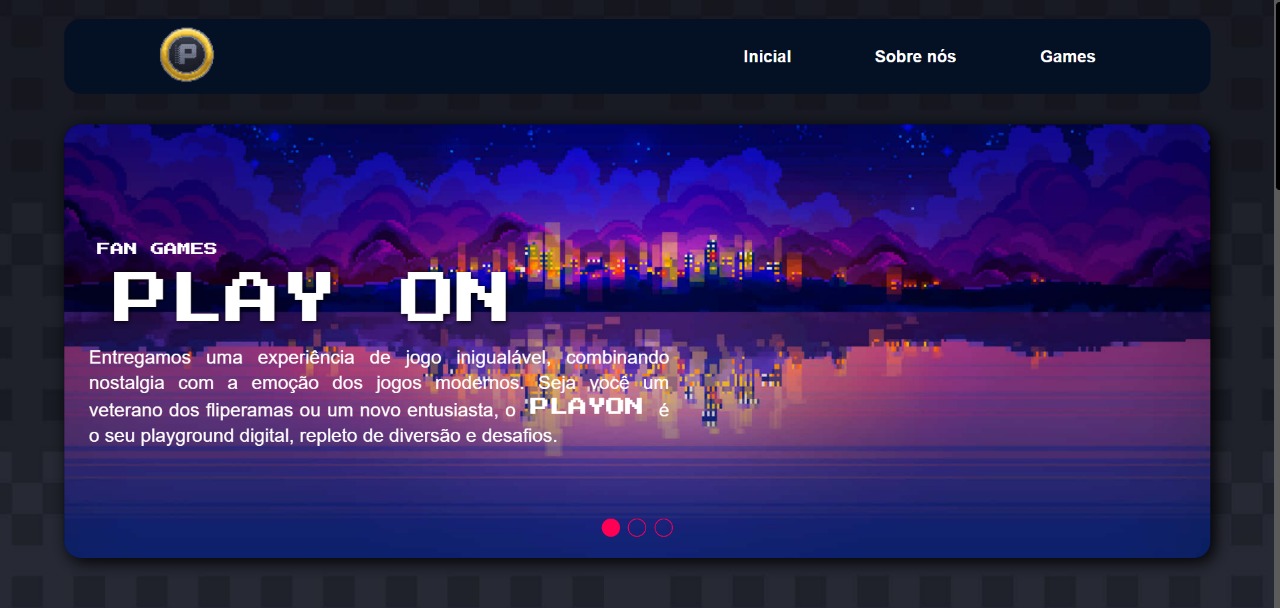 P
Inicial
Sobre nós
Games
FAN GAMES
PLAY ON
Entregamos uma experiência de jogo inigualável, combinando
nostalgia com a emoção dos jogos modernos. Seja você um
veterano dos fliperamas ou um novo entusiasta, o PLAYON é
o seu playground digital, repleto de diversão e desafios.